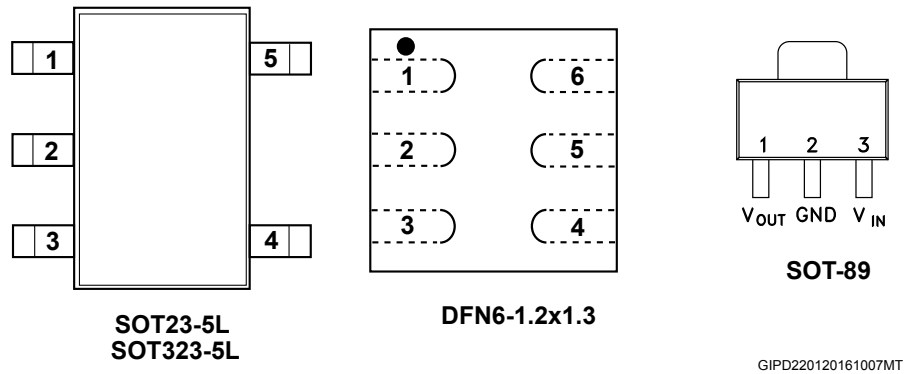 1
5
2
3
4
SOT23-5L
SOT323-5L
1
6
2
5
3
4
DFN6-1.2x1.3
1 2 3
VOUT GND VIN
SOT-89
GIPD220120161007MT